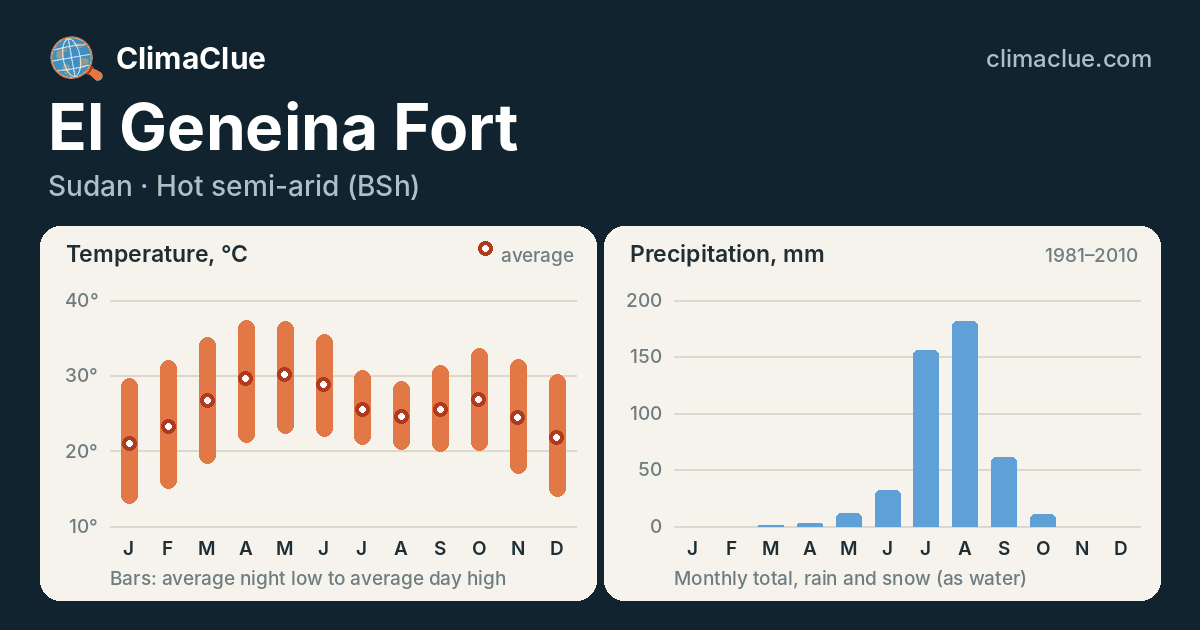 ClimaClue
climaclue.com
El Geneina Fort
Sudan · Hot semi-arid (BSh)
Temperature, °C
average
40°
30°
20°
10°
J F M A M J J A S O N D
Bars: average night low to average day high
Precipitation, mm
1981–2010
200
150
100
50
0
J F M A M J J A S O N D
Monthly total, rain and snow (as water)